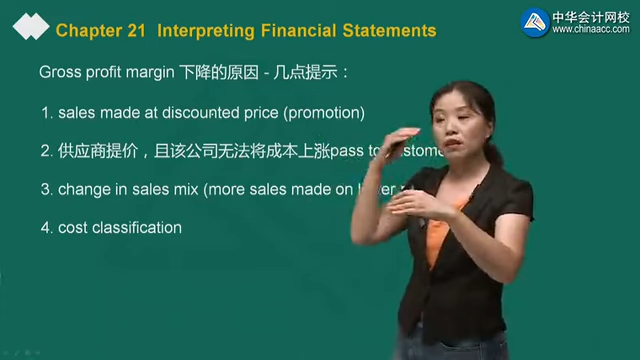 Chapter 21 Interpreting Financial Statements
中华会计网校
www.chinaacc.com
Gross profit margin 下降的原因 - 几点提示：
1. sales made at discounted price (promotion)
2. 供应商提价，且该公司无法将成本上涨pass to
3. change in sales mix (more sales made on
4. cost classification